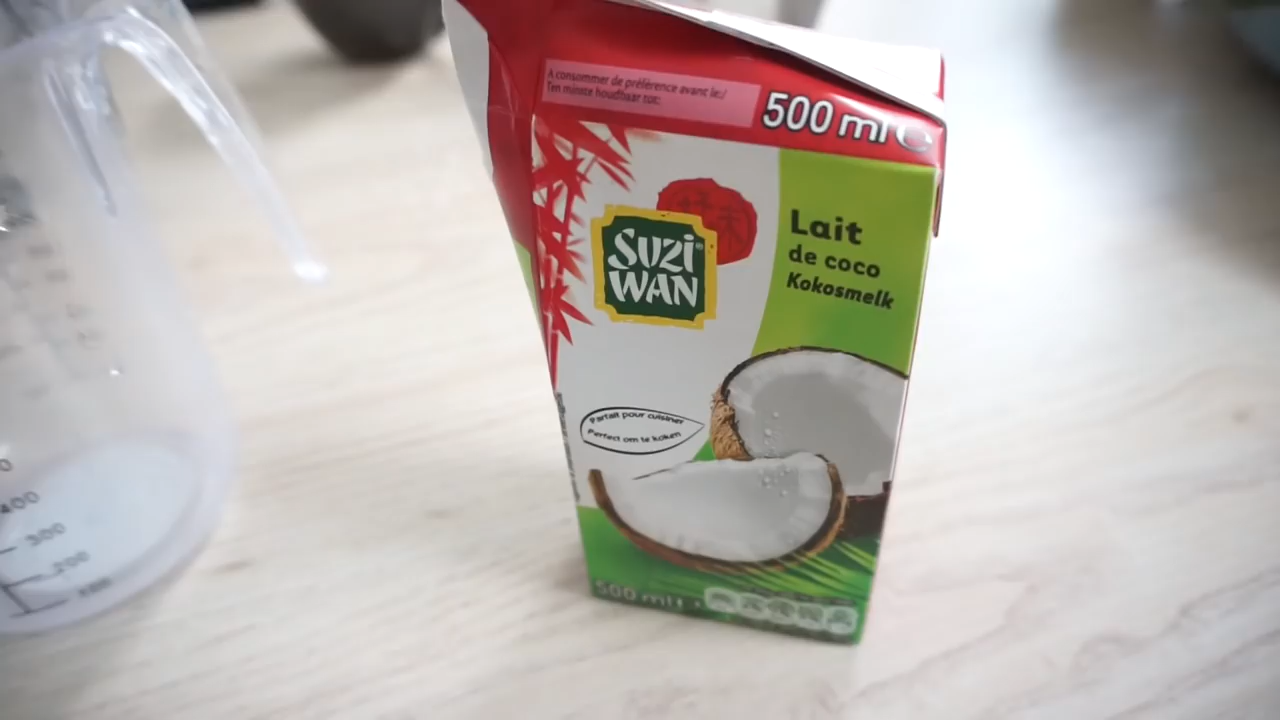 A consommer de préférence avant le:/
Ten minste houdbaar tot:
500 ml e
SUZI
WAN
Lait
de coco
Kokosmelk
Parfait pour cuisiner
Perfect om te koken
500 ml
400
300
200